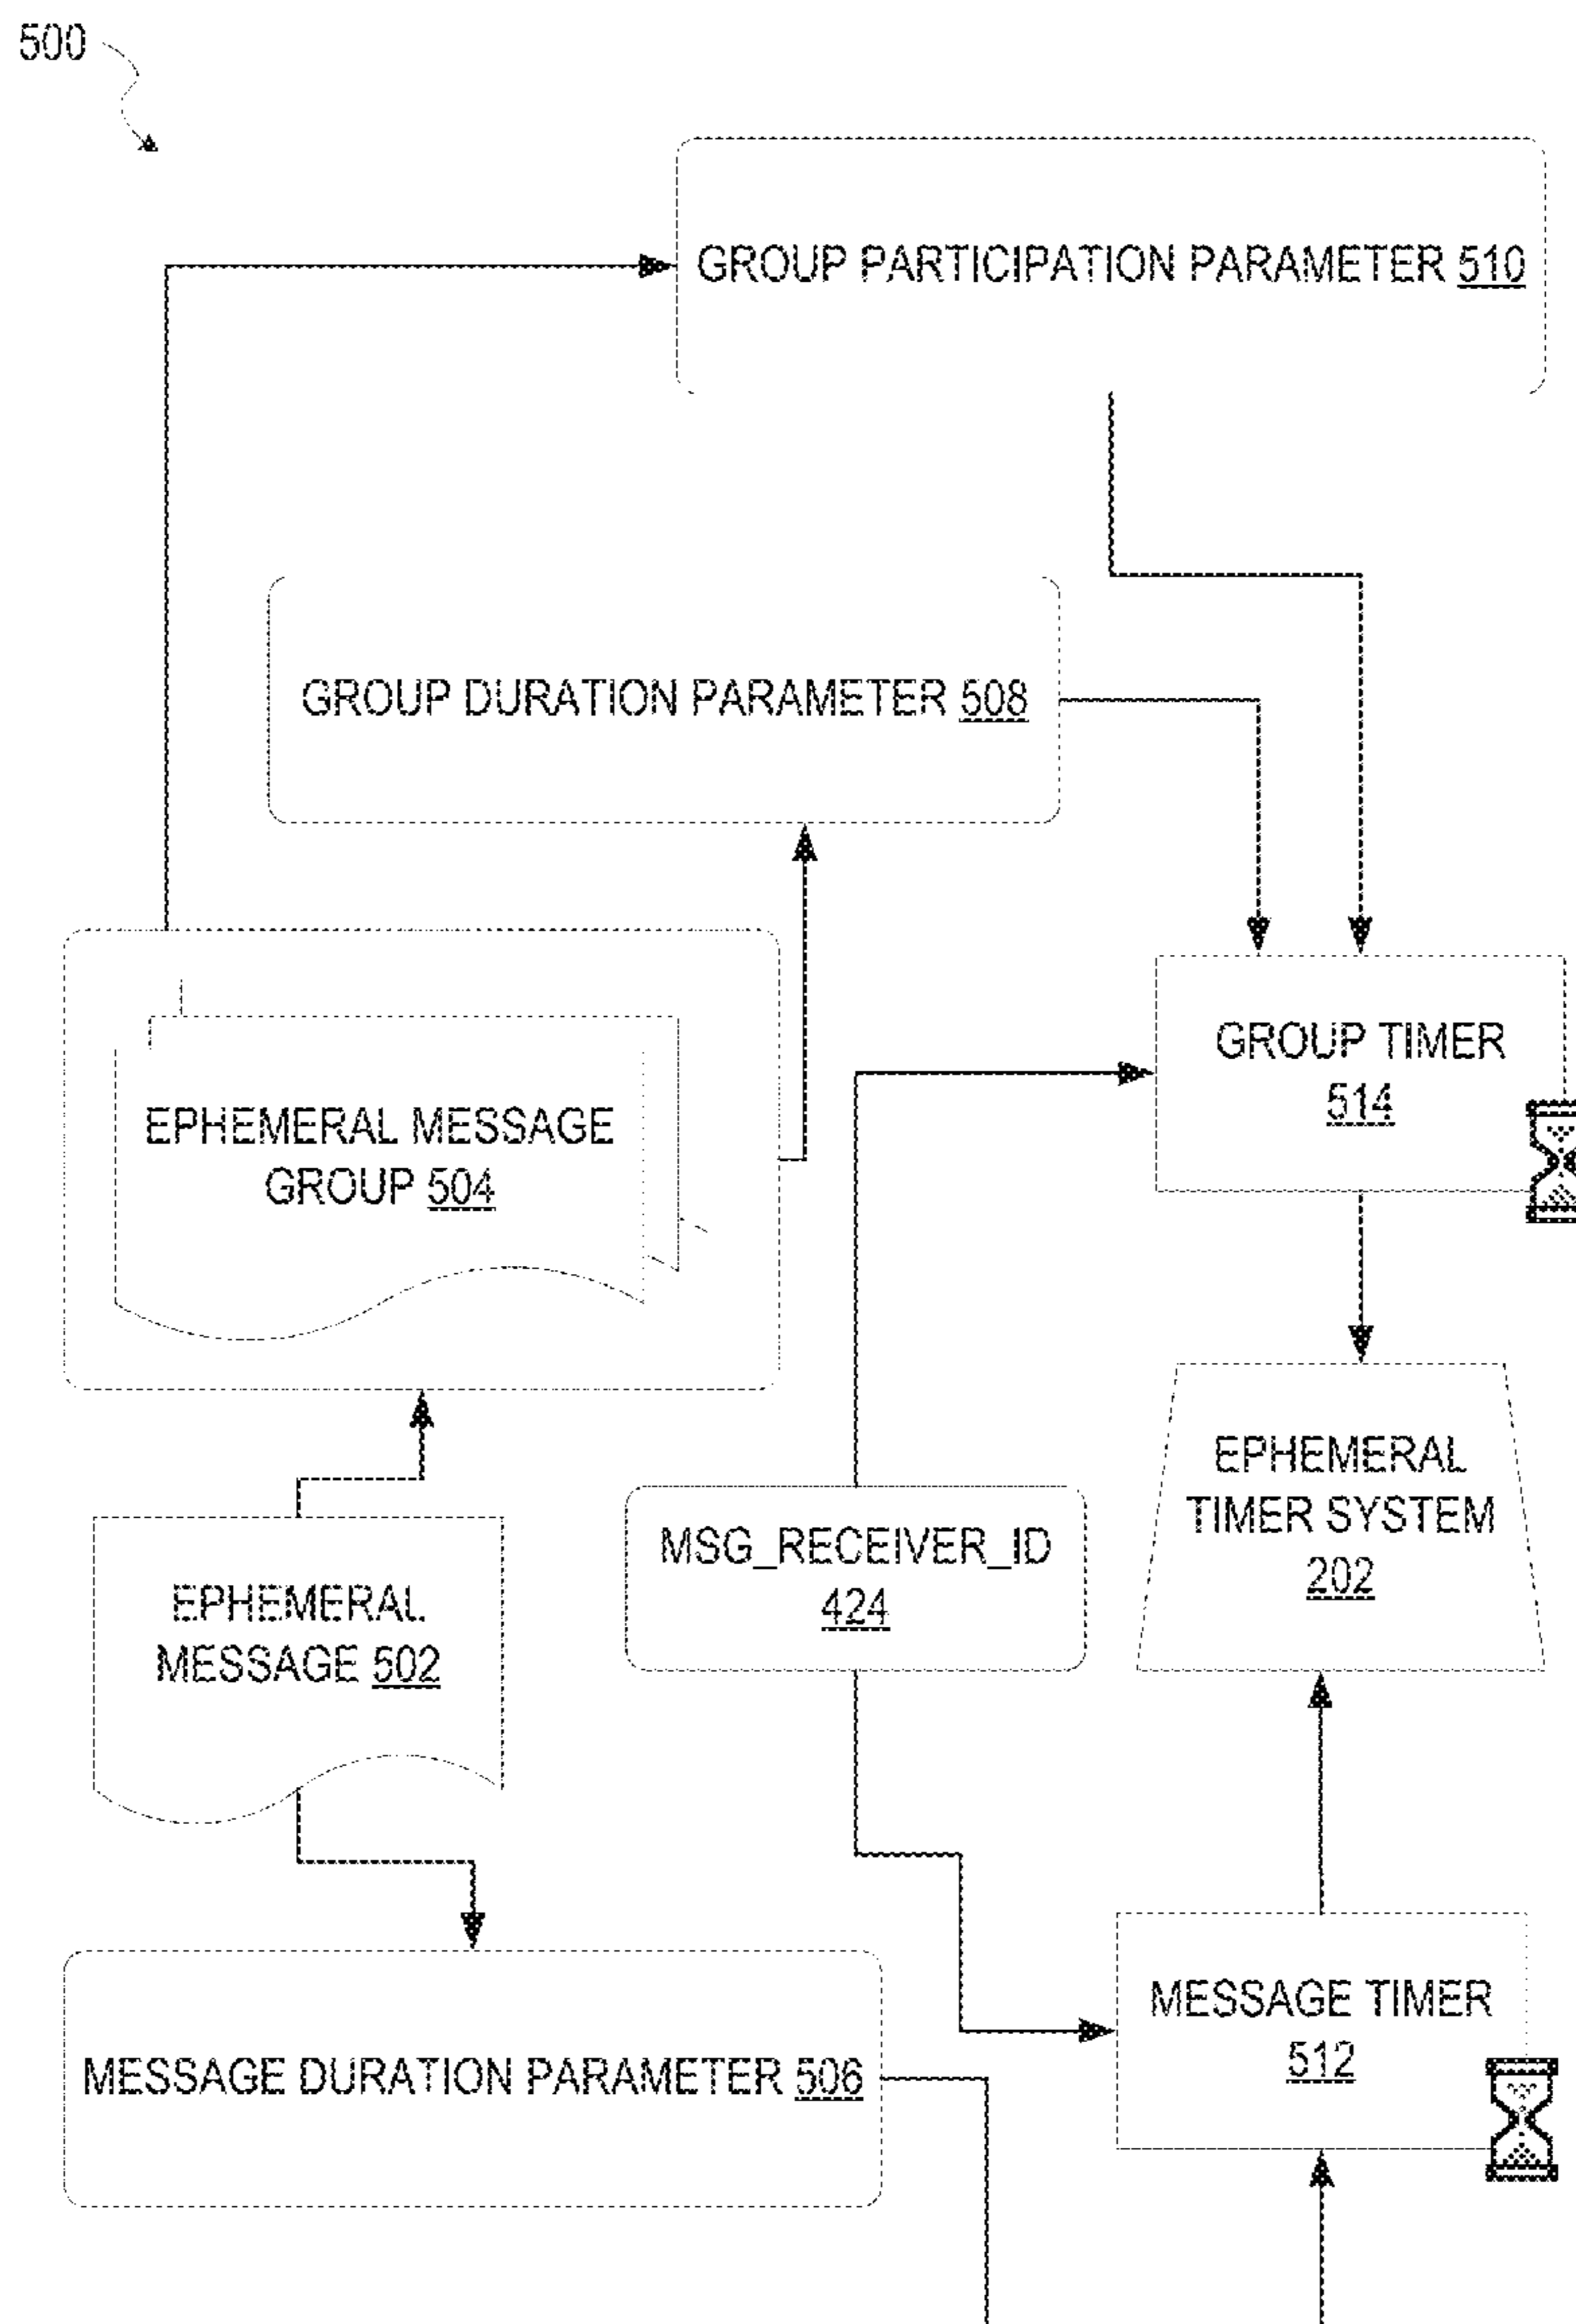 500
GROUP PARTICIPATION PARAMETER 510
GROUP DURATION PARAMETER 508
GROUP TIMER
514
EPHEMERAL MESSAGE
GROUP 504
EPHEMERAL
TIMER SYSTEM
202
MSG_RECEIVER_ID
424
EPHEMERAL
MESSAGE 502
MESSAGE TIMER
512
MESSAGE DURATION PARAMETER 506